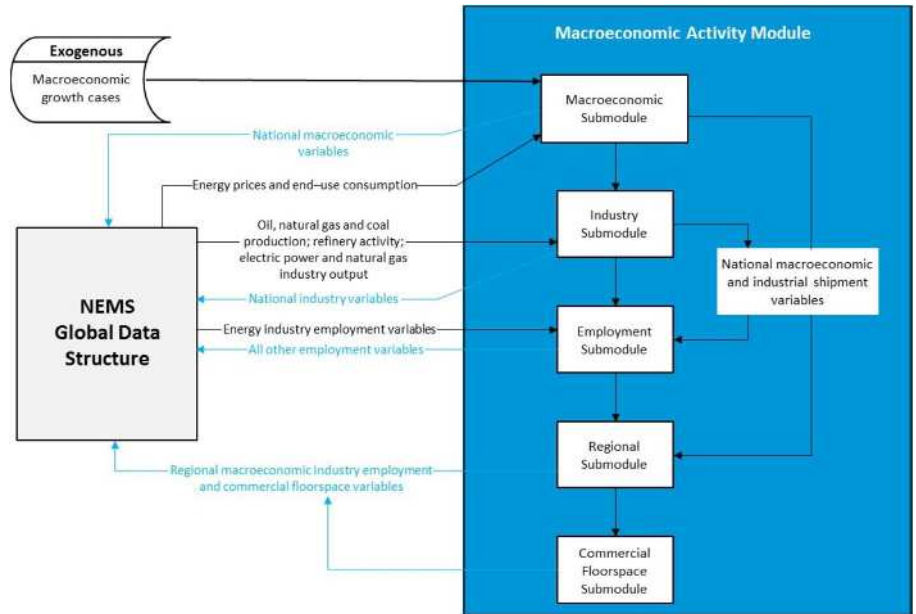 Macroeconomic Activity Module
Exogenous
Macroeconomic
growth cases
Macroeconomic
Submodule
National macroeconomic
variables
Energy prices and end–use consumption
Oil, natural gas and coal
production; refinery activity;
electric power and natural gas
industry output
Industry
Submodule
National macroeconomic
and industrial shipment
variables
National industry variables
NEMS
Global Data
Structure
Energy industry employment variables
All other employment variables
Employment
Submodule
Regional
Submodule
Regional macroeconomic industry employment
and commercial floorspace variables
Commercial
Floorspace
Submodule